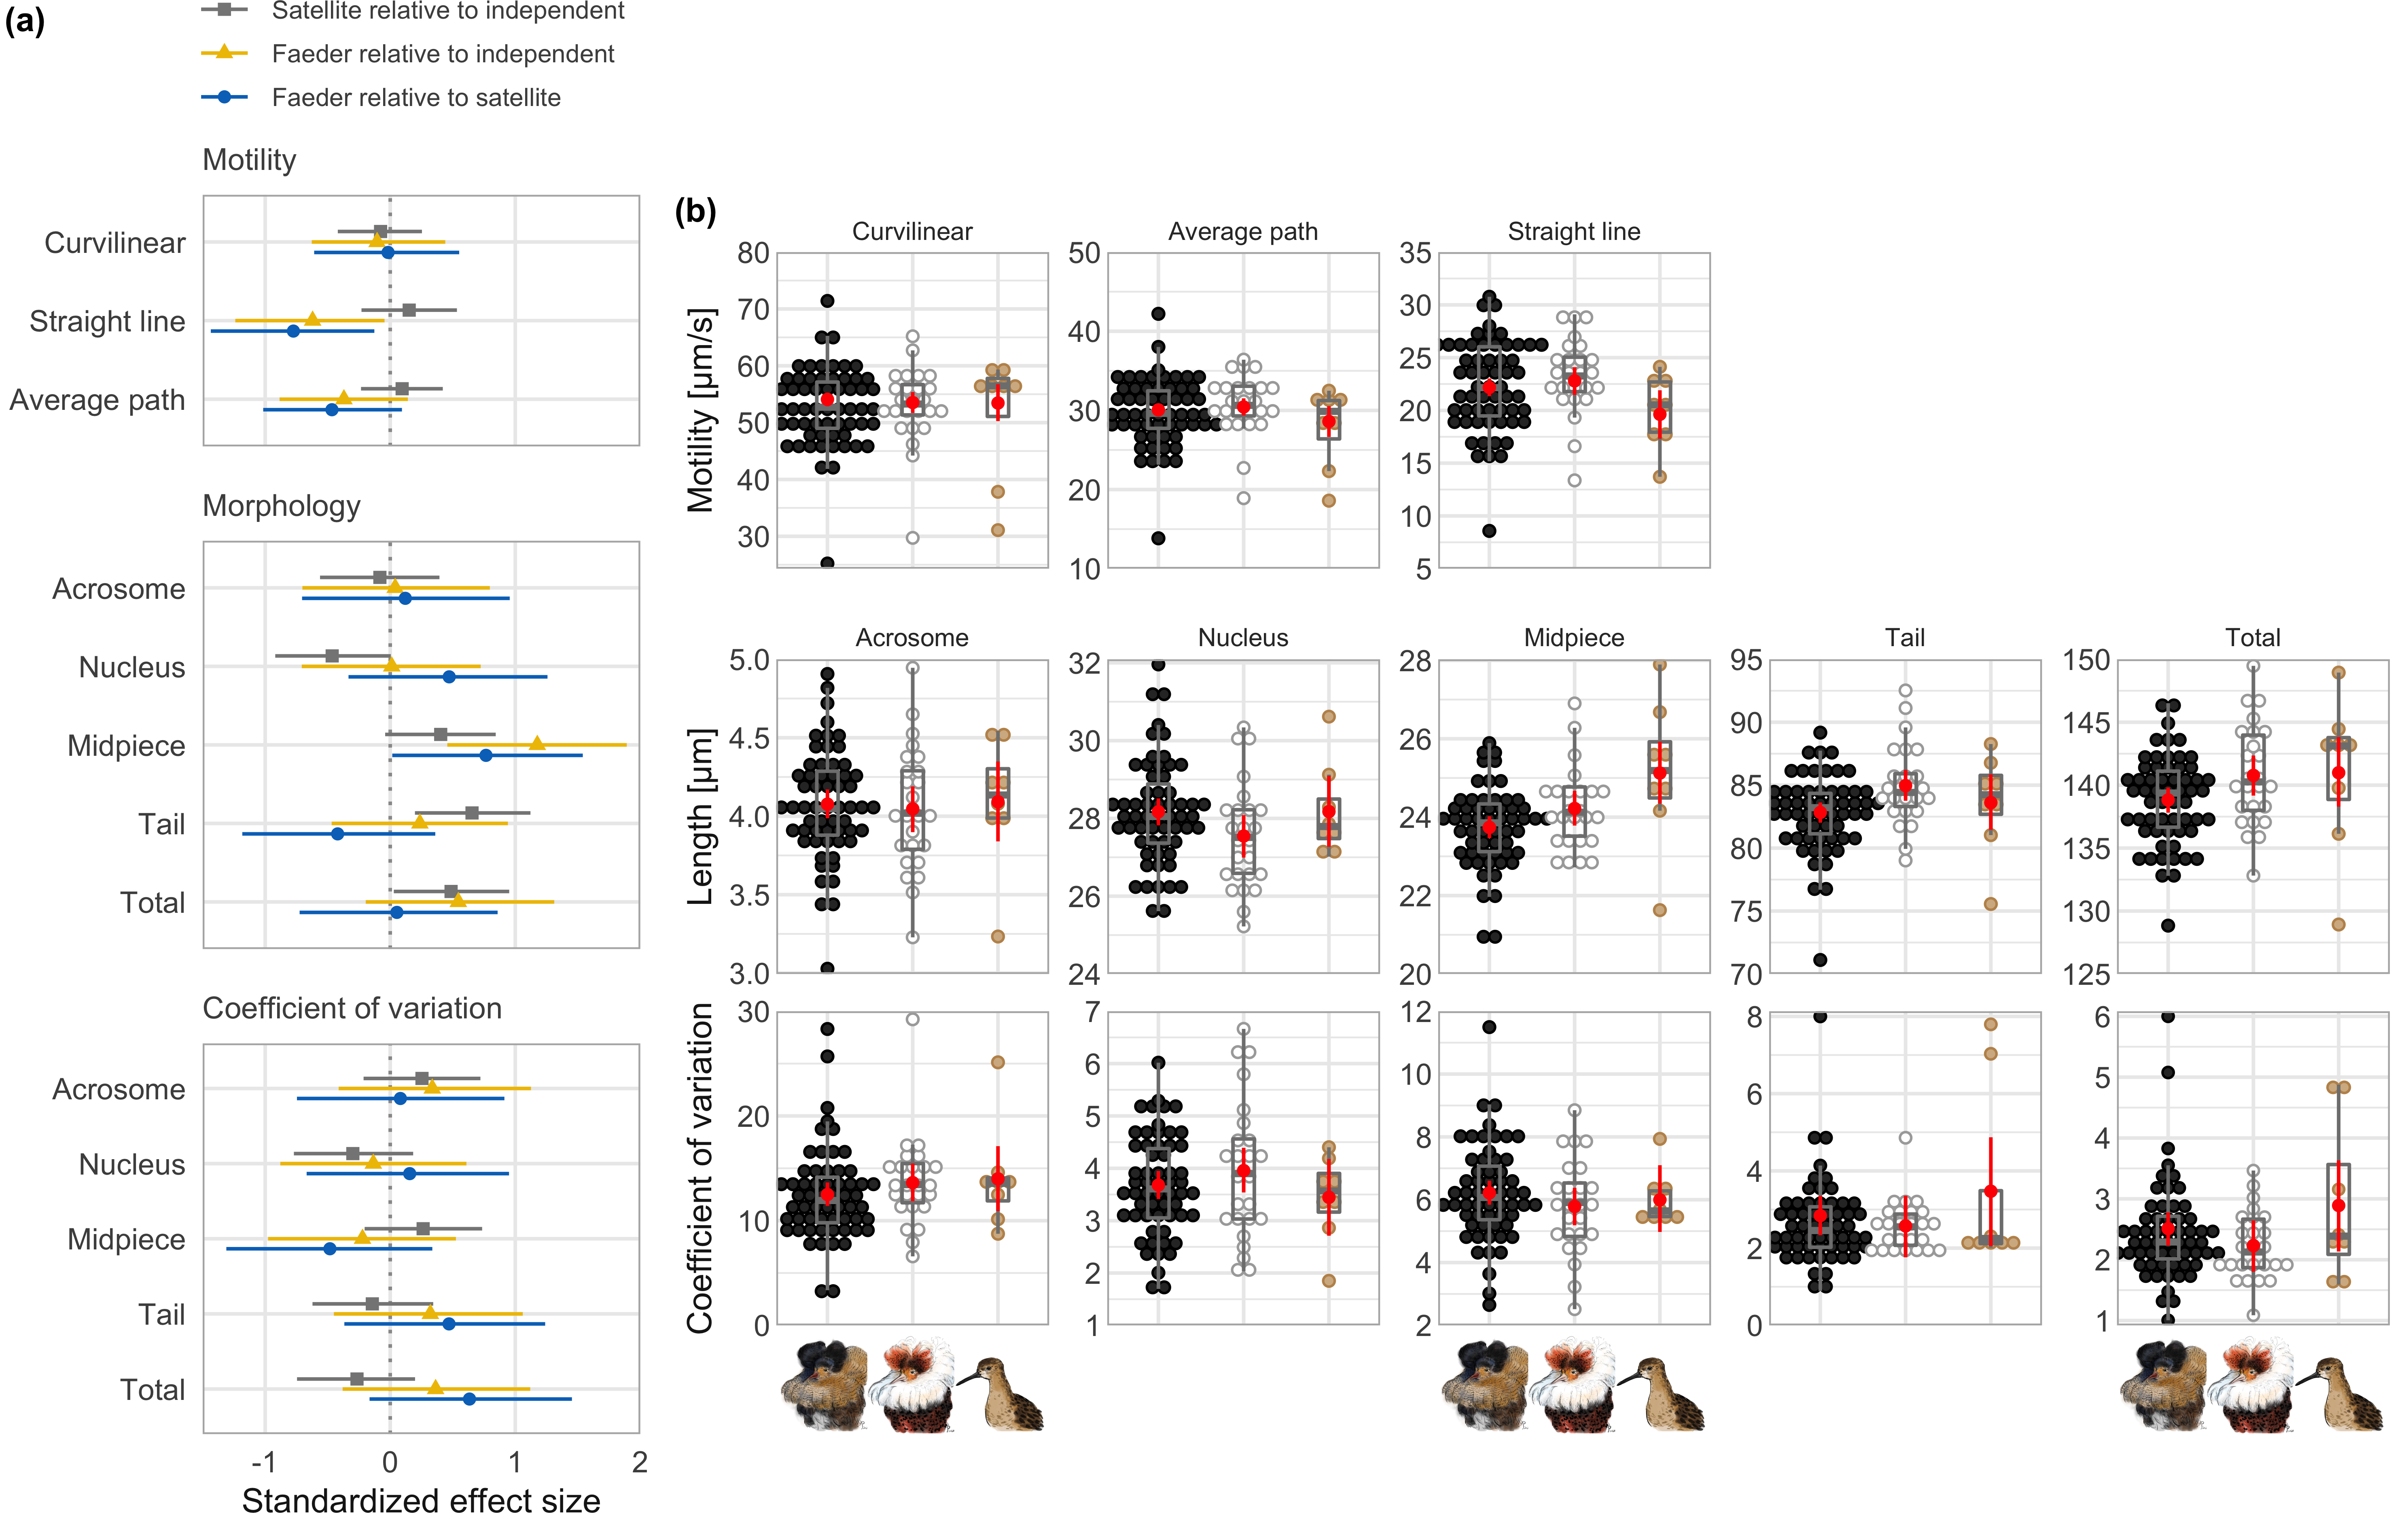 (a)
Satellite relative to independent
Faeder relative to independent
Faeder relative to satellite
Motility
Curvilinear
Straight line
Average path
Morphology
Acrosome
Nucleus
Midpiece
Tail
Total
Coefficient of variation
Acrosome
Nucleus
Midpiece
Tail
Total
-1 0 1 2
Standardized effect size
(b)
Curvilinear Average path Straight line
Motility [μm/s]
80
70
60
50
40
30
50
40
30
20
10
35
30
25
20
15
10
5
Acrosome Nucleus Midpiece Tail Total
Length [μm]
5.0
4.5
4.0
3.5
3.0
32
30
28
26
24
28
26
24
22
20
95
90
85
80
75
70
150
145
140
135
130
125
Coefficient of variation
30
20
10
0
7
6
5
4
3
2
1
12
10
8
6
4
2
8
6
4
2
0
6
5
4
3
2
1